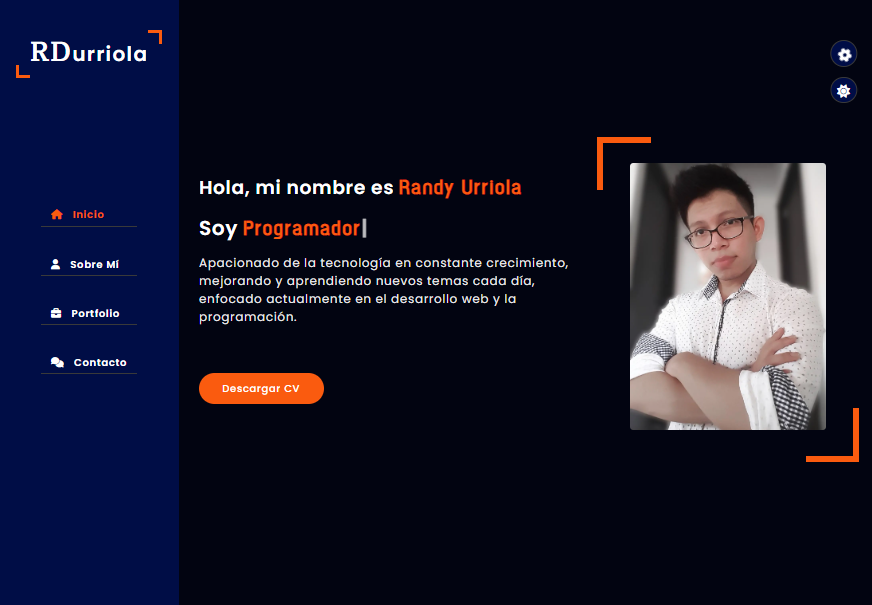 RDurriola
Inicio
Sobre Mí
Portfolio
Contacto
Hola, mi nombre es Randy Urriola
Soy Programador
Apacionado de la tecnología en constante crecimiento,
mejorando y aprendiendo nuevos temas cada día,
enfocado actualmente en el desarrollo web y la
programación.
Descargar CV